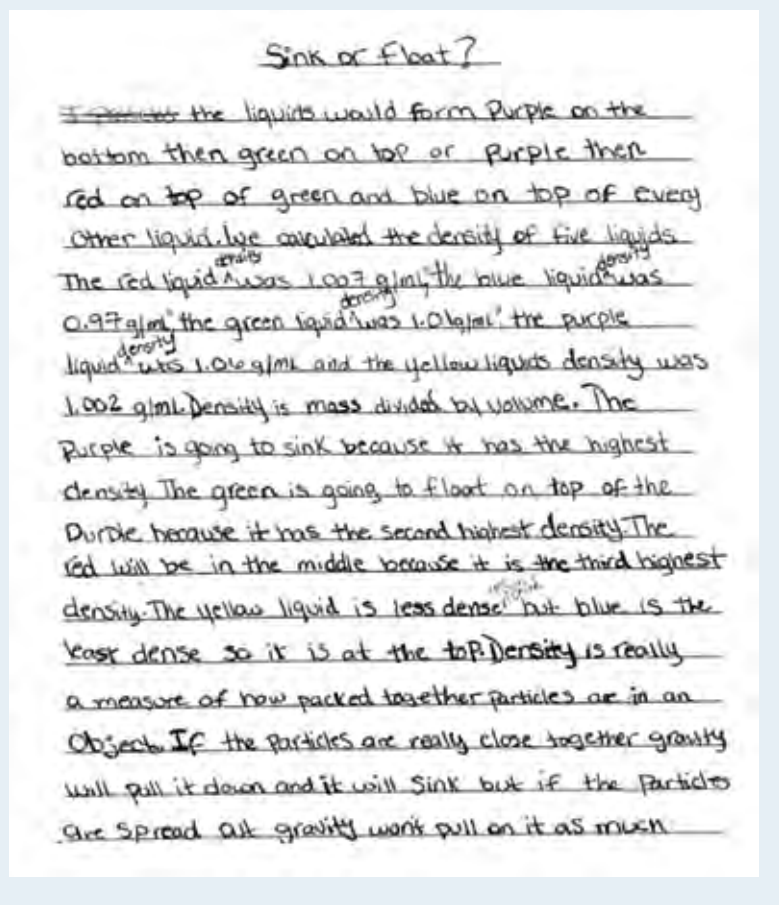 Sink or Float?
the liquids would form Purple on the
bottom then green on top or purple then
red on top of green and blue on top of every
other liquid. We calculated the density of five liquids
The red liquid ^density was 1.007 g/ml, the blue liquid ^density was
0.97g/ml, the green liquid ^density was 1.01g/ml, the purple
liquid ^density was 1.06 g/mL and the yellow liquids density was
1.002 g/mL Density is mass divided by volume. The
Purple is going to sink because it has the highest
density The green is going to float on top of the
Purple because it has the second highest density. The
red will be in the middle because it is the third highest
density. The yellow liquid is less dense but blue is the
least dense so it is at the top. Density is really
a measure of how packed together particles are in an
Object. If the particles are really close together gravity
will pull it down and it will Sink but if the Particles
are Spread out gravity won't pull on it as much